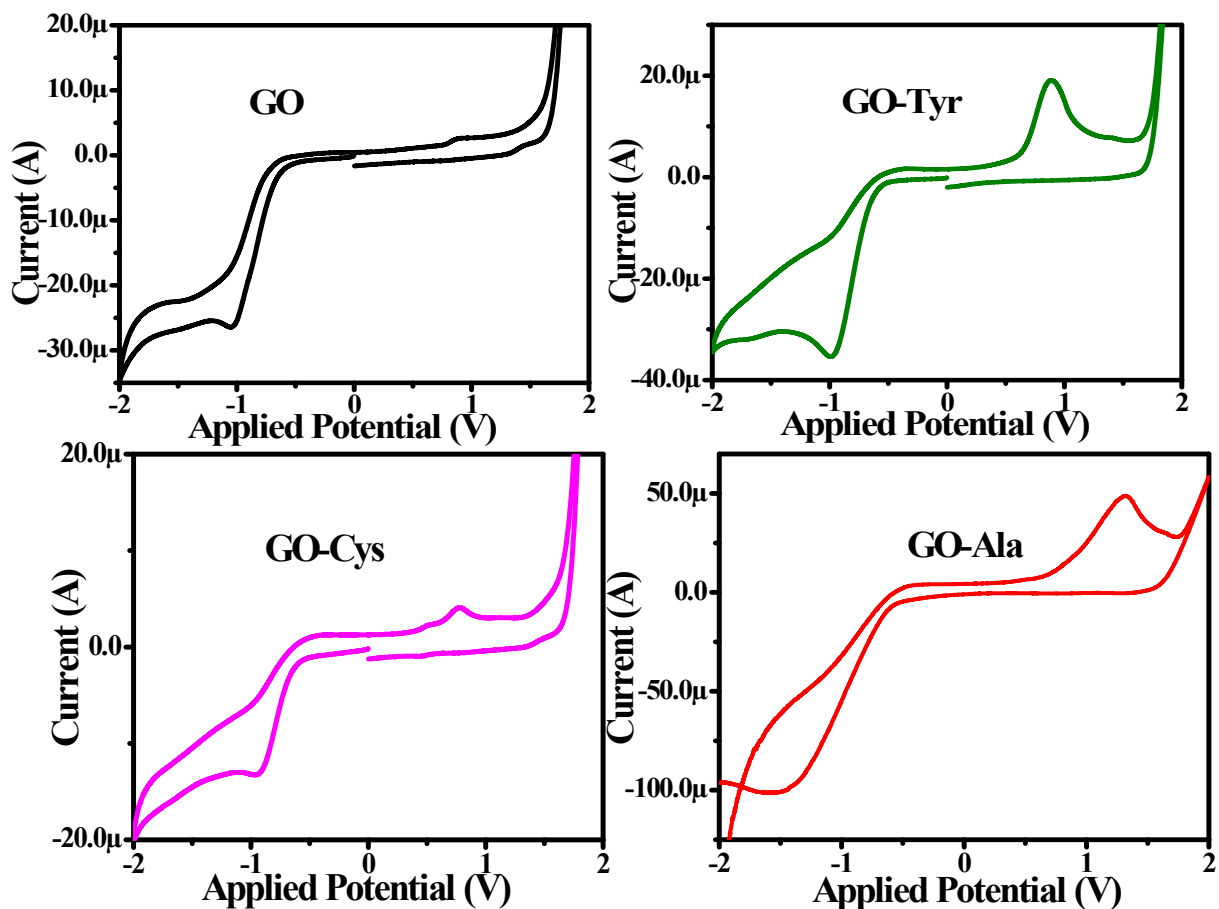 20.0μ
10.0μ
0.0
-10.0μ
-20.0μ
-30.0μ
Current (A)
GO
-2 -1 0 1 2
Applied Potential (V)
20.0μ
0.0
-20.0μ
-40.0μ
Current (A)
GO-Tyr
-2 -1 0 1 2
Applied Potential (V)
20.0μ
0.0
-20.0μ
Current (A)
GO-Cys
-2 -1 0 1 2
Applied Potential (V)
50.0μ
0.0
-50.0μ
-100.0μ
Current (A)
GO-Ala
-2 -1 0 1 2
Applied Potential (V)